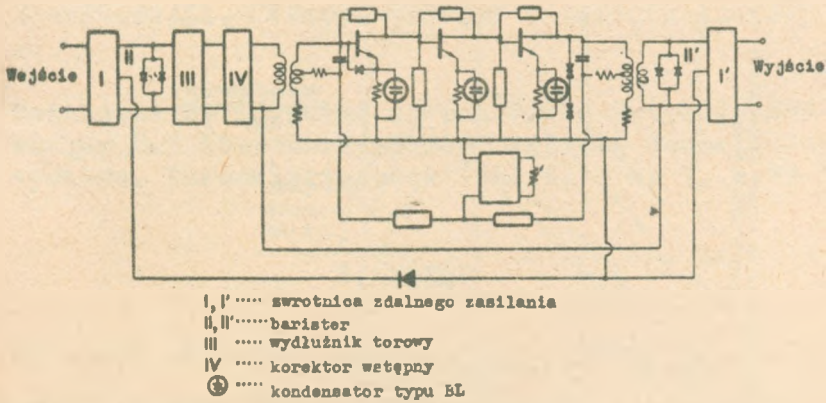 Wejście
I
II
III
IV
II'
I'
Wyjście
I, I' ..... zwrotnica zdalnego zasilania
II, II' ..... barister
III ..... wydłużnik torowy
IV ..... korektor wstępny
..... kondensator typu BL